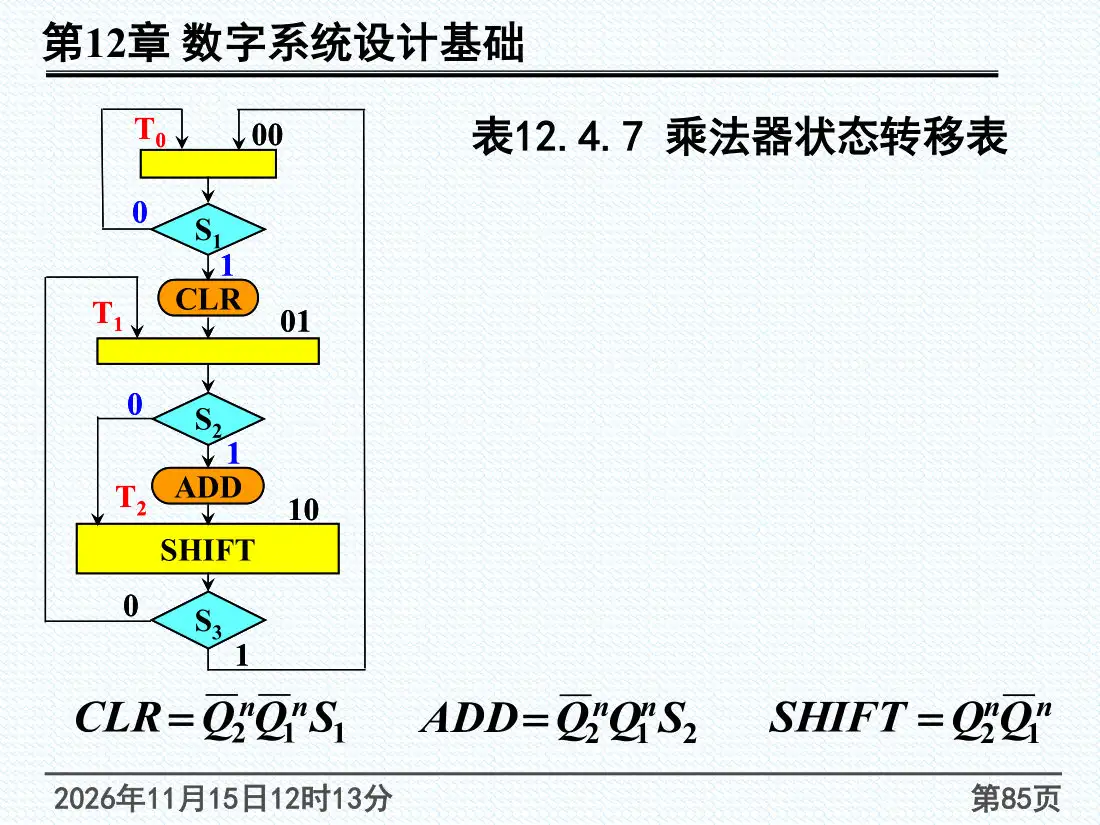 第12章 数字系统设计基础
表12.4.7 乘法器状态转移表
T₀
00
0
S₁
1
CLR
T₁
01
0
S₂
1
ADD
T₂
10
SHIFT
0
S₃
1
CLR = Q̅₂ⁿQ̅₁ⁿS₁
ADD = Q̅₂ⁿQ₁ⁿS₂
SHIFT = Q₂ⁿQ̅₁ⁿ
2026年11月15日12时13分
第85页